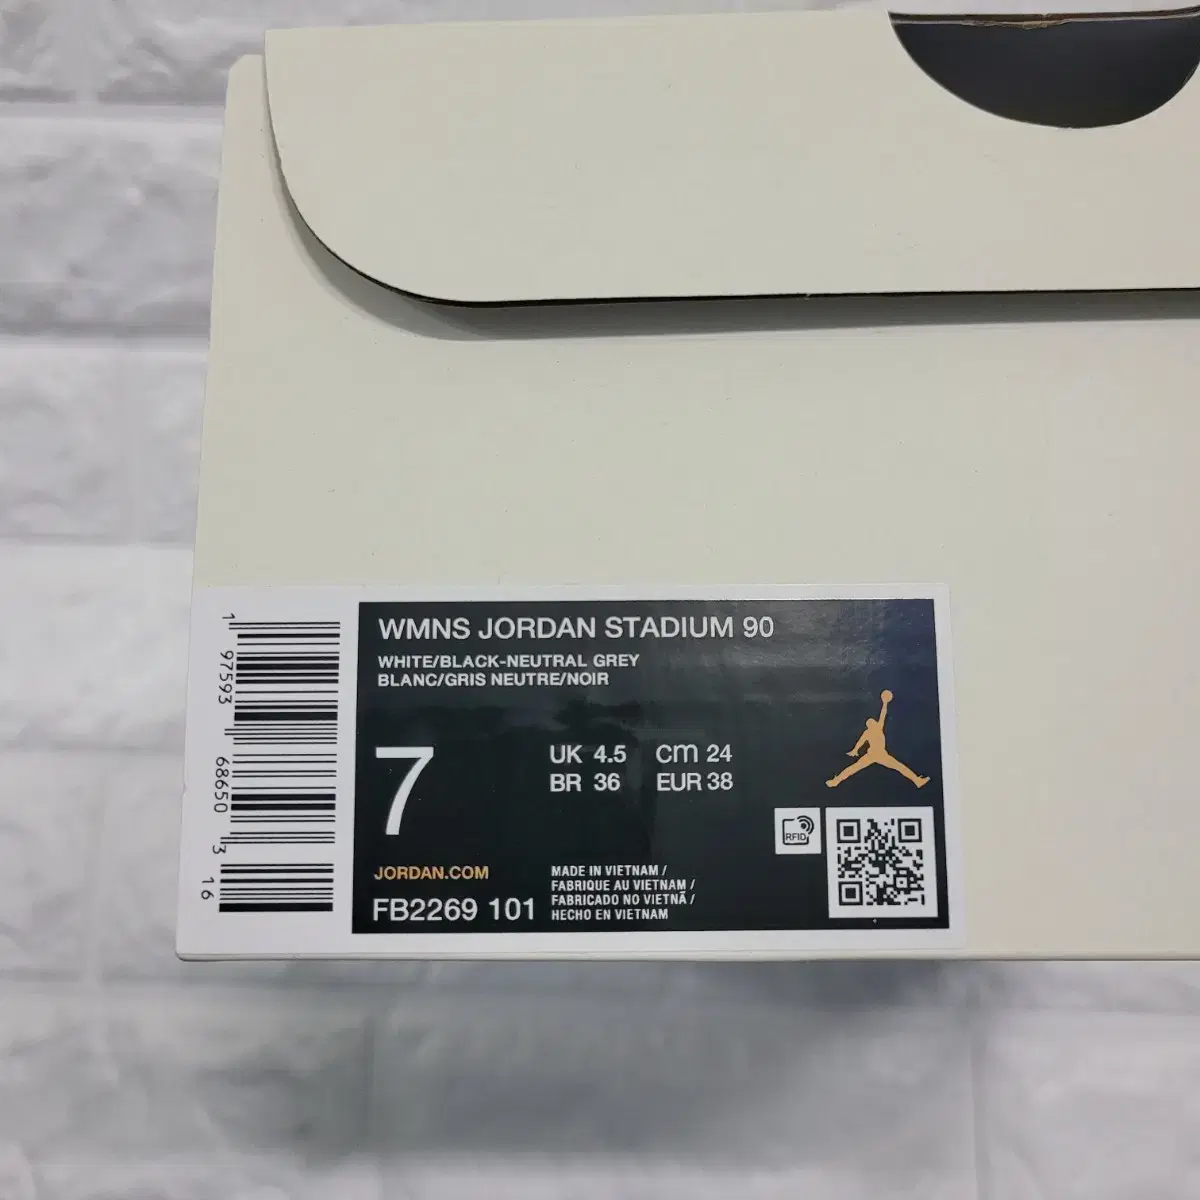 WMNS JORDAN STADIUM 90
WHITE/BLACK-NEUTRAL GREY
BLANC/GRIS NEUTRE/NOIR
7
UK 4.5 cm 24
BR 36 EUR 38
RFID
JORDAN.COM
FB2269 101
MADE IN VIETNAM /
FABRIQUE AU VIETNAM /
FABRICADO NO VIETNÃ /
HECHO EN VIETNAM
1 97593 68650 3 16